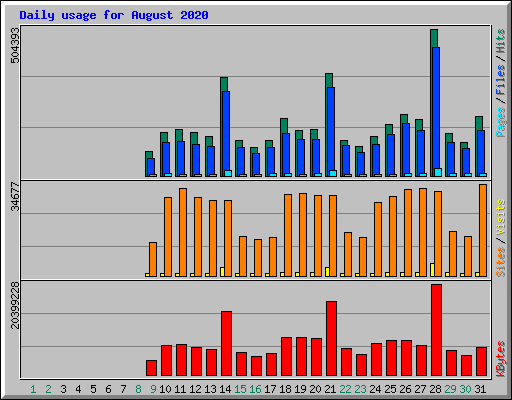 Daily usage for August 2020
504393
Pages / Files / Hits
34677
Sites / Visits
20399228
KBytes
1 2 3 4 5 6 7 8 9 10 11 12 13 14 15 16 17 18 19 20 21 22 23 24 25 26 27 28 29 30 31